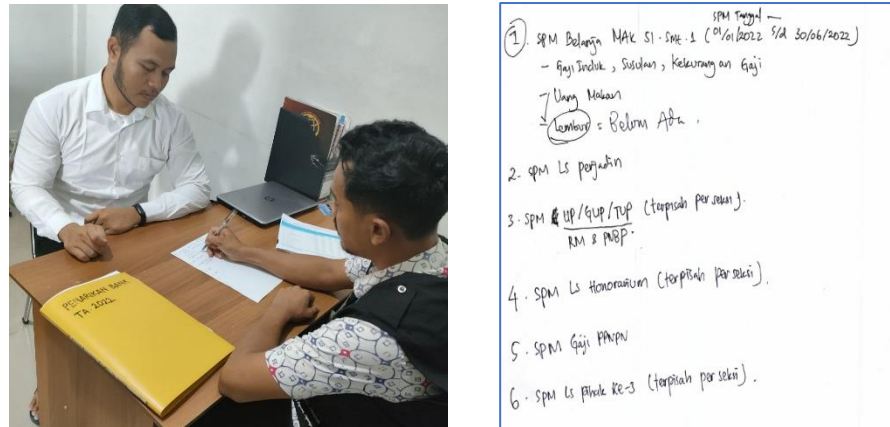 PENARIKAN BANK
TA. 2022
SPM Tanggal —
1. SPM Belanja MAK 51. Smt. 1 (01/01/2022 s/d 30/06/2022)
- Gaji Induk, Susulan, Kekurangan Gaji
- Uang Makan
- Lembur = Belum Ada.
2. SPM LS perjadin
3. SPM UP/GUP/TUP (terpisah per seksi).
RM & PNBP.
4. SPM LS Honorarium (terpisah per seksi).
5. SPM Gaji PPNPN
6. SPM LS Pihak Ke-3 (terpisah per seksi).